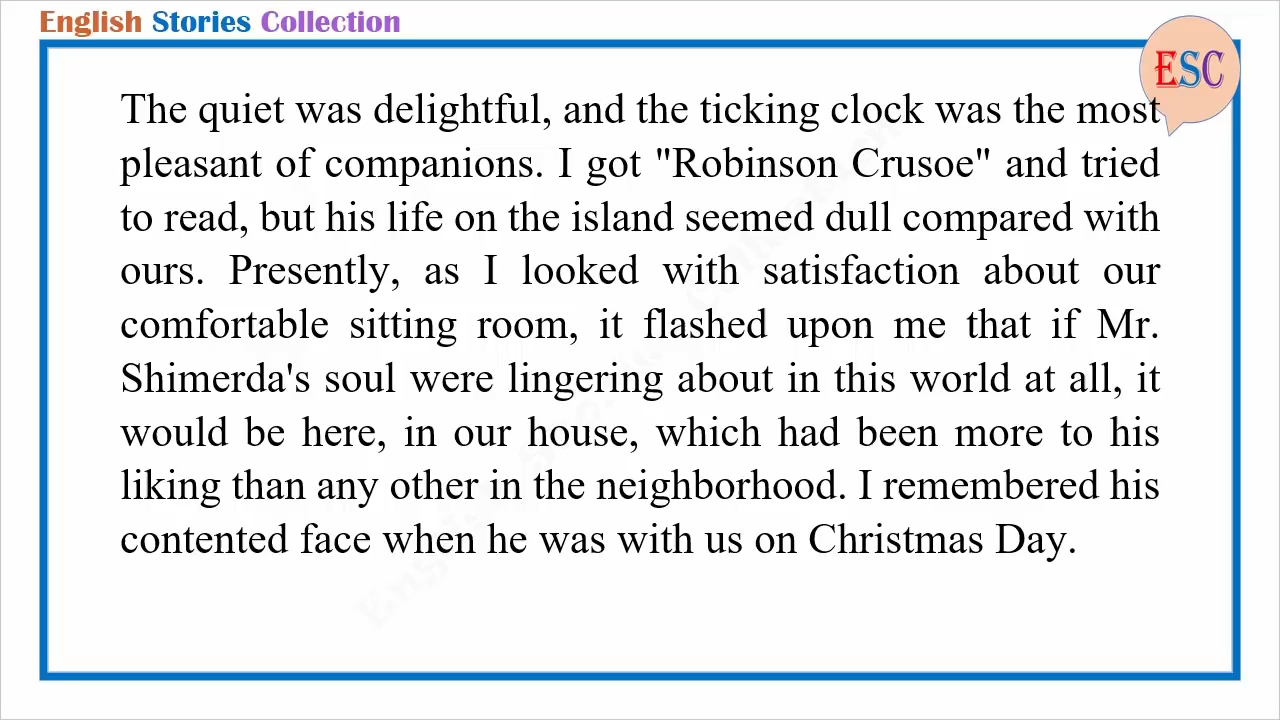 English Stories Collection
ESC
The quiet was delightful, and the ticking clock was the most
pleasant of companions. I got "Robinson Crusoe" and tried
to read, but his life on the island seemed dull compared with
ours. Presently, as I looked with satisfaction about our
comfortable sitting room, it flashed upon me that if Mr.
Shimerda's soul were lingering about in this world at all, it
would be here, in our house, which had been more to his
liking than any other in the neighborhood. I remembered his
contented face when he was with us on Christmas Day.